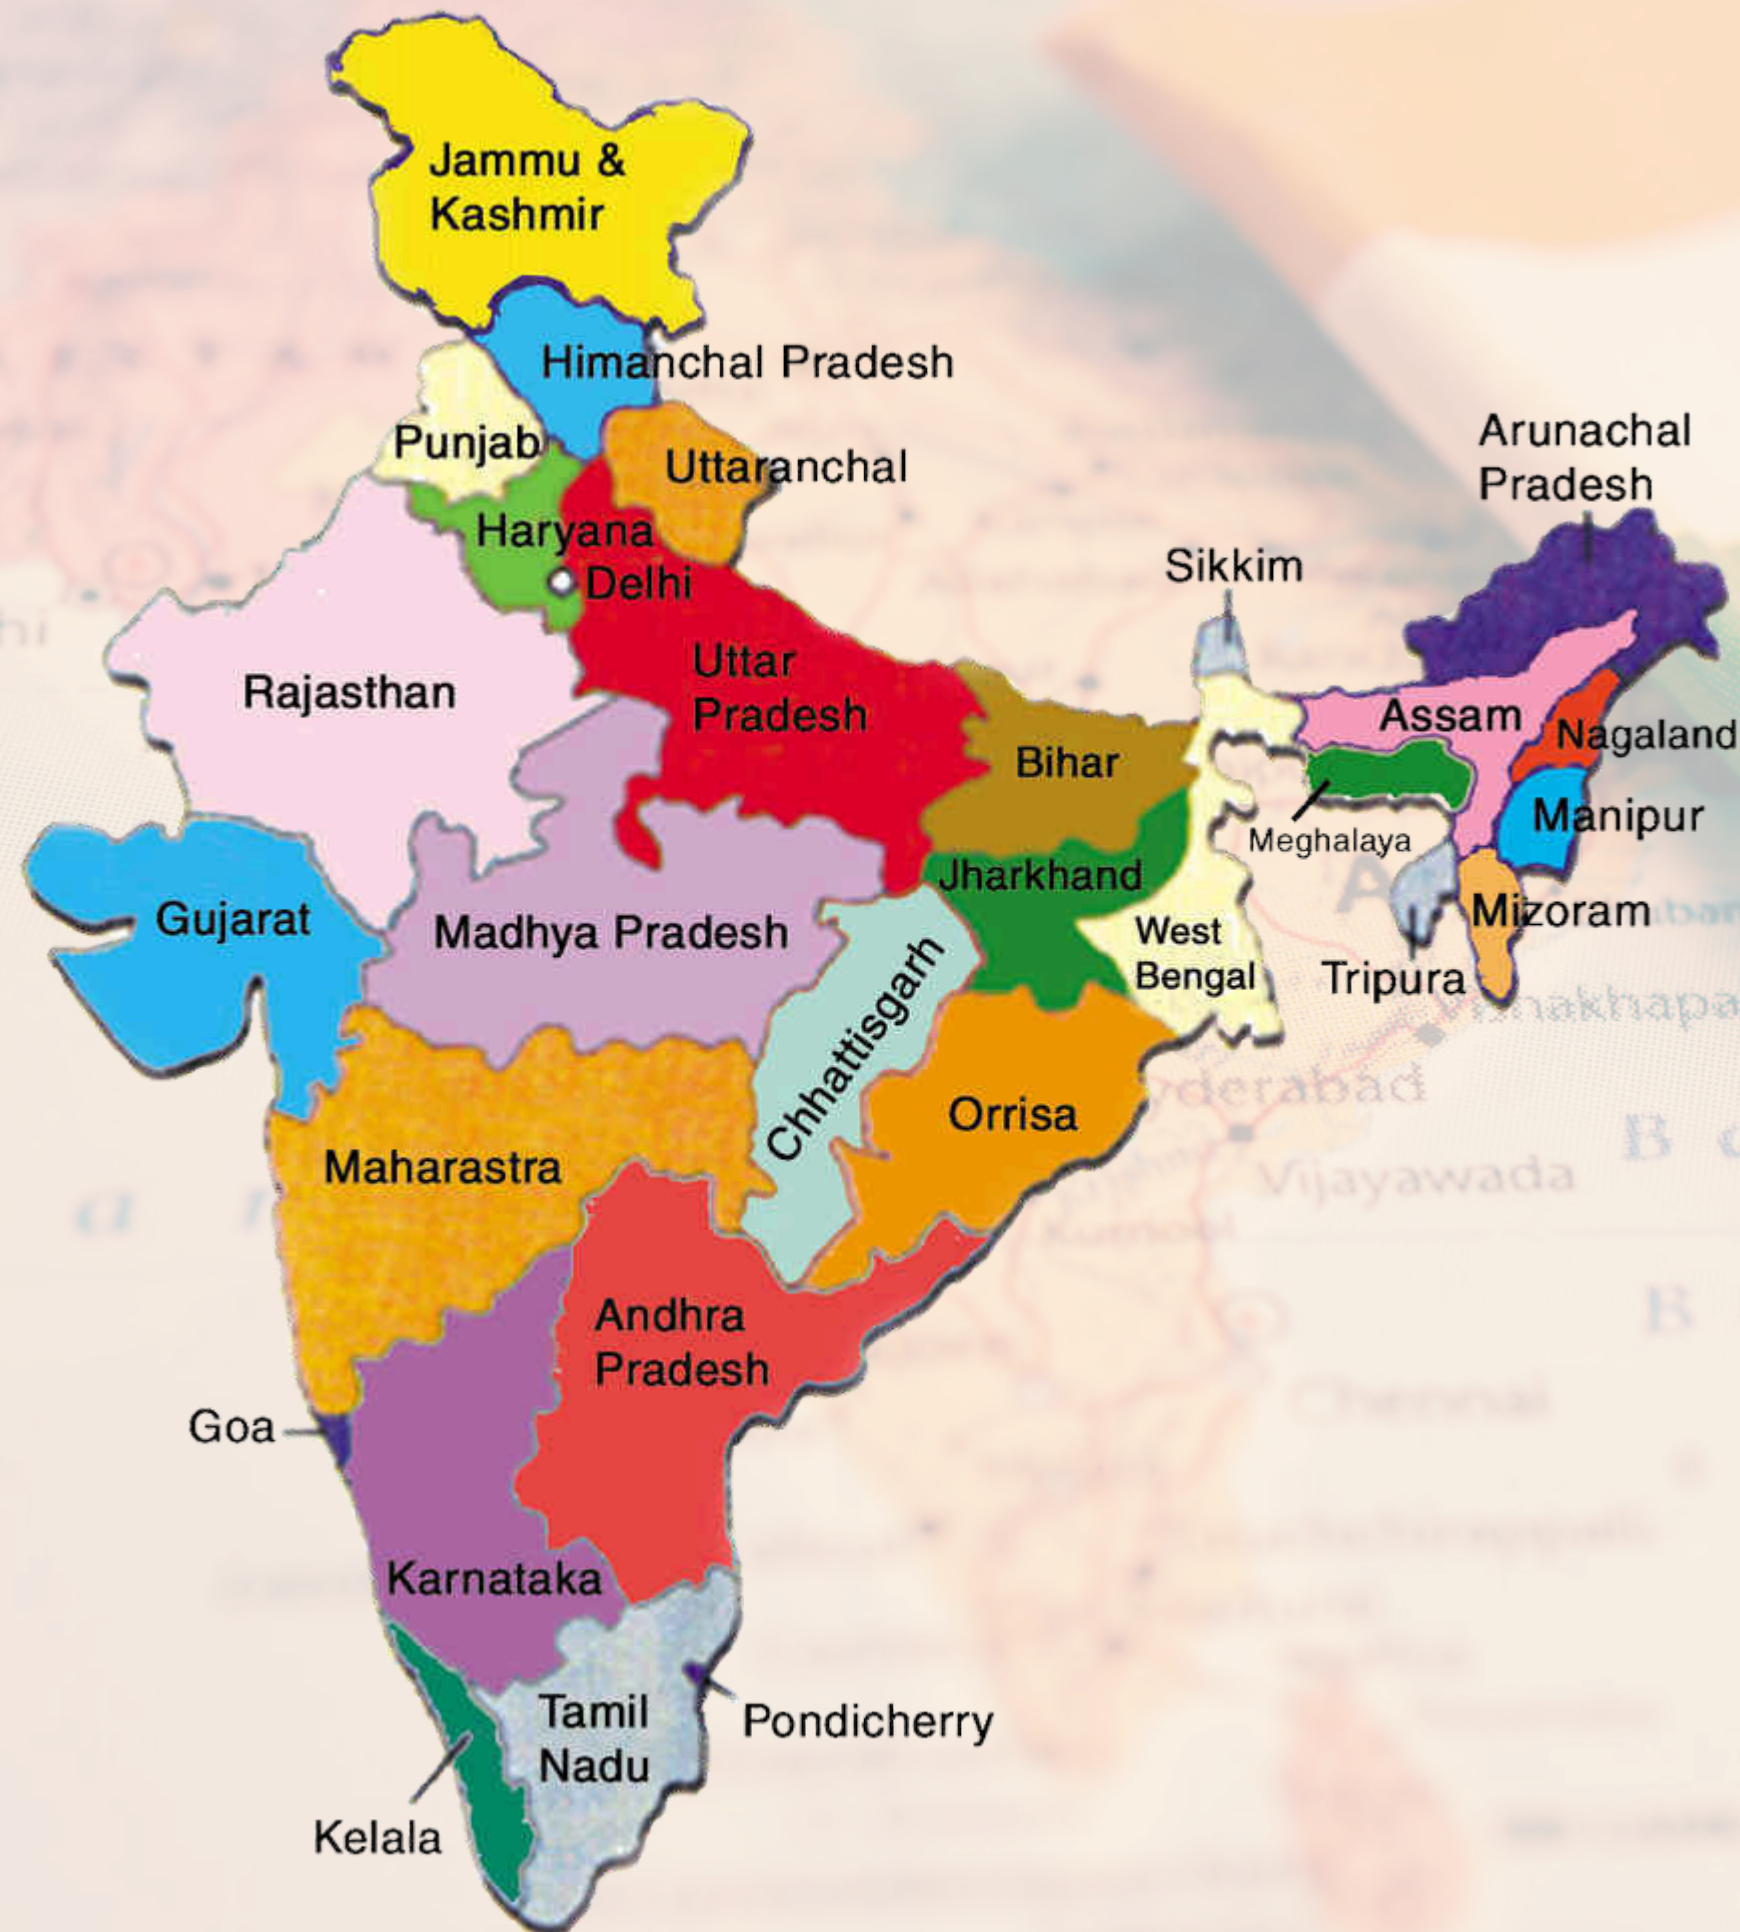 Jammu &
Kashmir
Himanchal Pradesh
Punjab
Uttaranchal
Arunachal
Pradesh
Haryana
Delhi
Sikkim
Rajasthan
Uttar
Pradesh
Assam
Nagaland
Bihar
Manipur
Meghalaya
Jharkhand
Gujarat
Madhya Pradesh
West
Bengal
Mizoram
Tripura
Chhattisgarh
Orrisa
Maharastra
Vijayawada
Kurnool
Andhra
Pradesh
Chennai
Goa
Karnataka
Tamil
Nadu
Pondicherry
Kelala